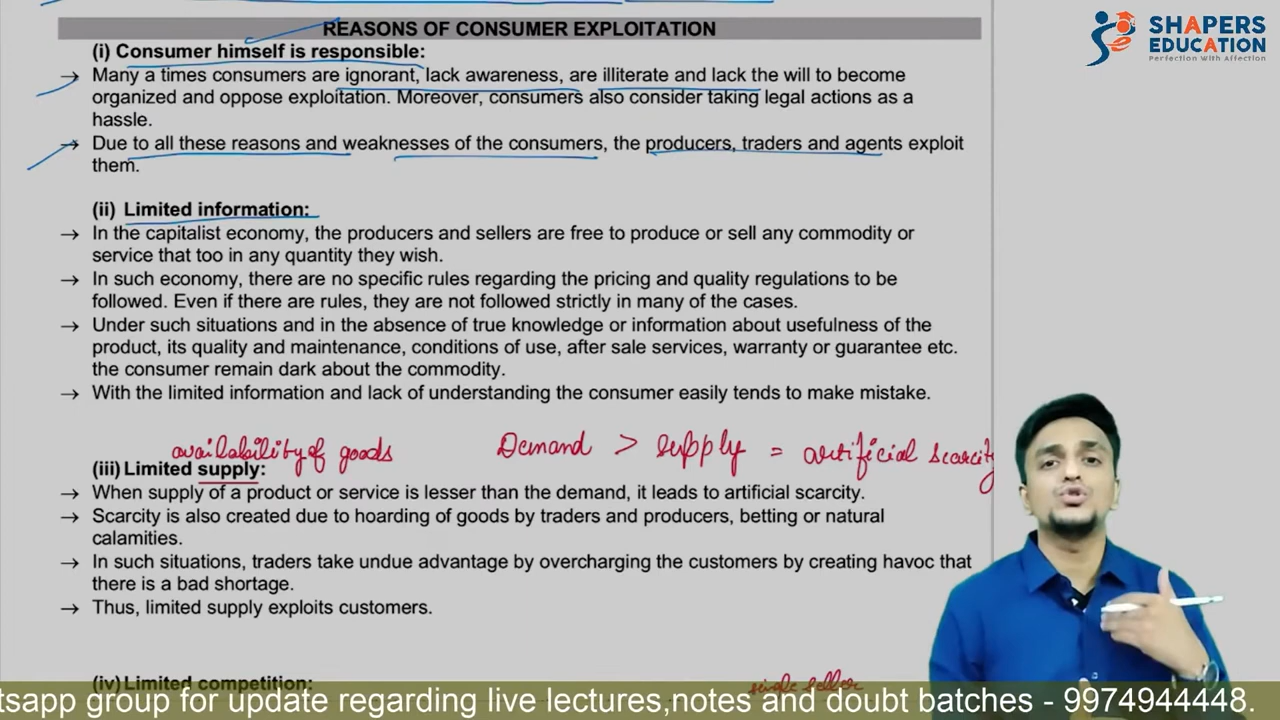 SHAPERS
EDUCATION
Perfection With Affection
REASONS OF CONSUMER EXPLOITATION
(i) Consumer himself is responsible:
→ Many a times consumers are ignorant, lack awareness, are illiterate and lack the will to become
organized and oppose exploitation. Moreover, consumers also consider taking legal actions as a
hassle.
→ Due to all these reasons and weaknesses of the consumers, the producers, traders and agents exploit
them.
(ii) Limited information:
→ In the capitalist economy, the producers and sellers are free to produce or sell any commodity or
service that too in any quantity they wish.
→ In such economy, there are no specific rules regarding the pricing and quality regulations to be
followed. Even if there are rules, they are not followed strictly in many of the cases.
→ Under such situations and in the absence of true knowledge or information about usefulness of the
product, its quality and maintenance, conditions of use, after sale services, warranty or guarantee etc.
the consumer remain dark about the commodity.
→ With the limited information and lack of understanding the consumer easily tends to make mistake.
availability of goods Demand > supply = artificial scarcity
(iii) Limited supply:
→ When supply of a product or service is lesser than the demand, it leads to artificial scarcity.
→ Scarcity is also created due to hoarding of goods by traders and producers, betting or natural
calamities.
→ In such situations, traders take undue advantage by overcharging the customers by creating havoc that
there is a bad shortage.
→ Thus, limited supply exploits customers.
(iv) Limited competition:
seller
tsapp group for update regarding live lectures,notes and doubt batches - 9974944448.